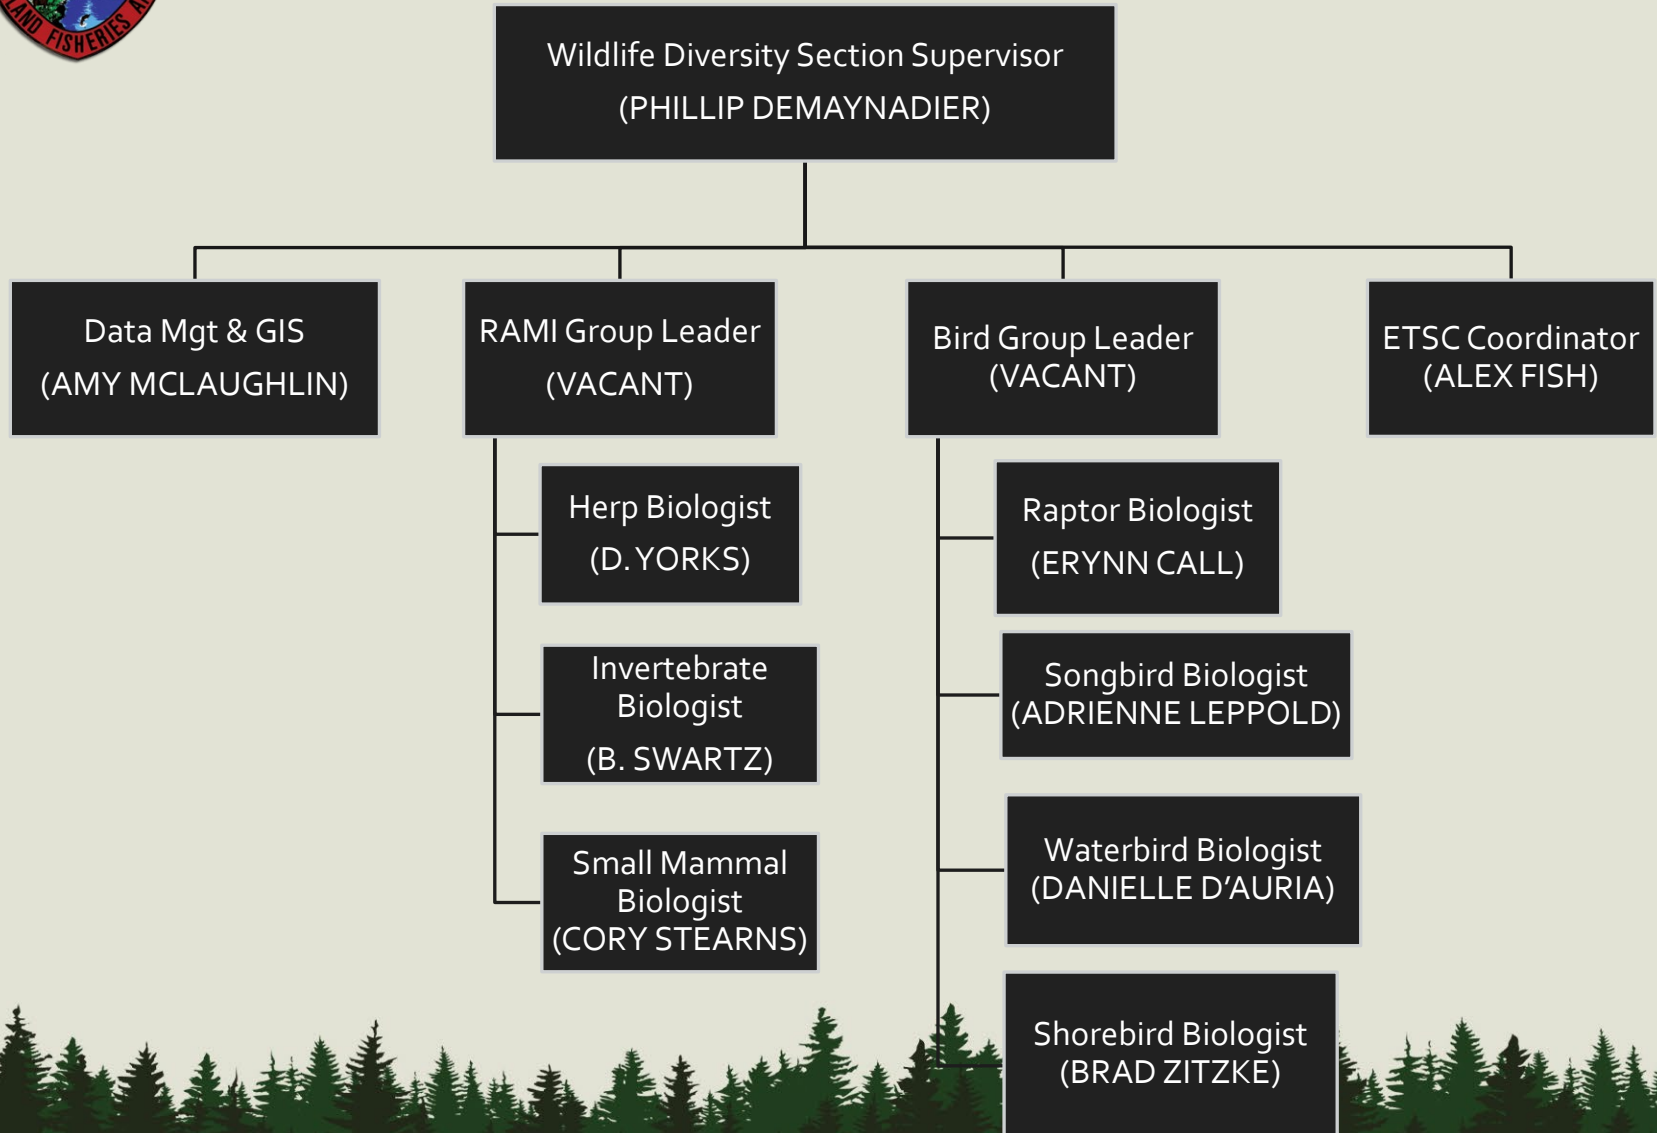 LAND FISHERIES
Wildlife Diversity Section Supervisor
(PHILLIP DEMAYNADIER)
Data Mgt & GIS
(AMY MCLAUGHLIN)
RAMI Group Leader
(VACANT)
Bird Group Leader
(VACANT)
ETSC Coordinator
(ALEX FISH)
Herp Biologist
(D. YORKS)
Invertebrate
Biologist
(B. SWARTZ)
Small Mammal
Biologist
(CORY STEARNS)
Raptor Biologist
(ERYNN CALL)
Songbird Biologist
(ADRIENNE LEPPOLD)
Waterbird Biologist
(DANIELLE D’AURIA)
Shorebird Biologist
(BRAD ZITZKE)